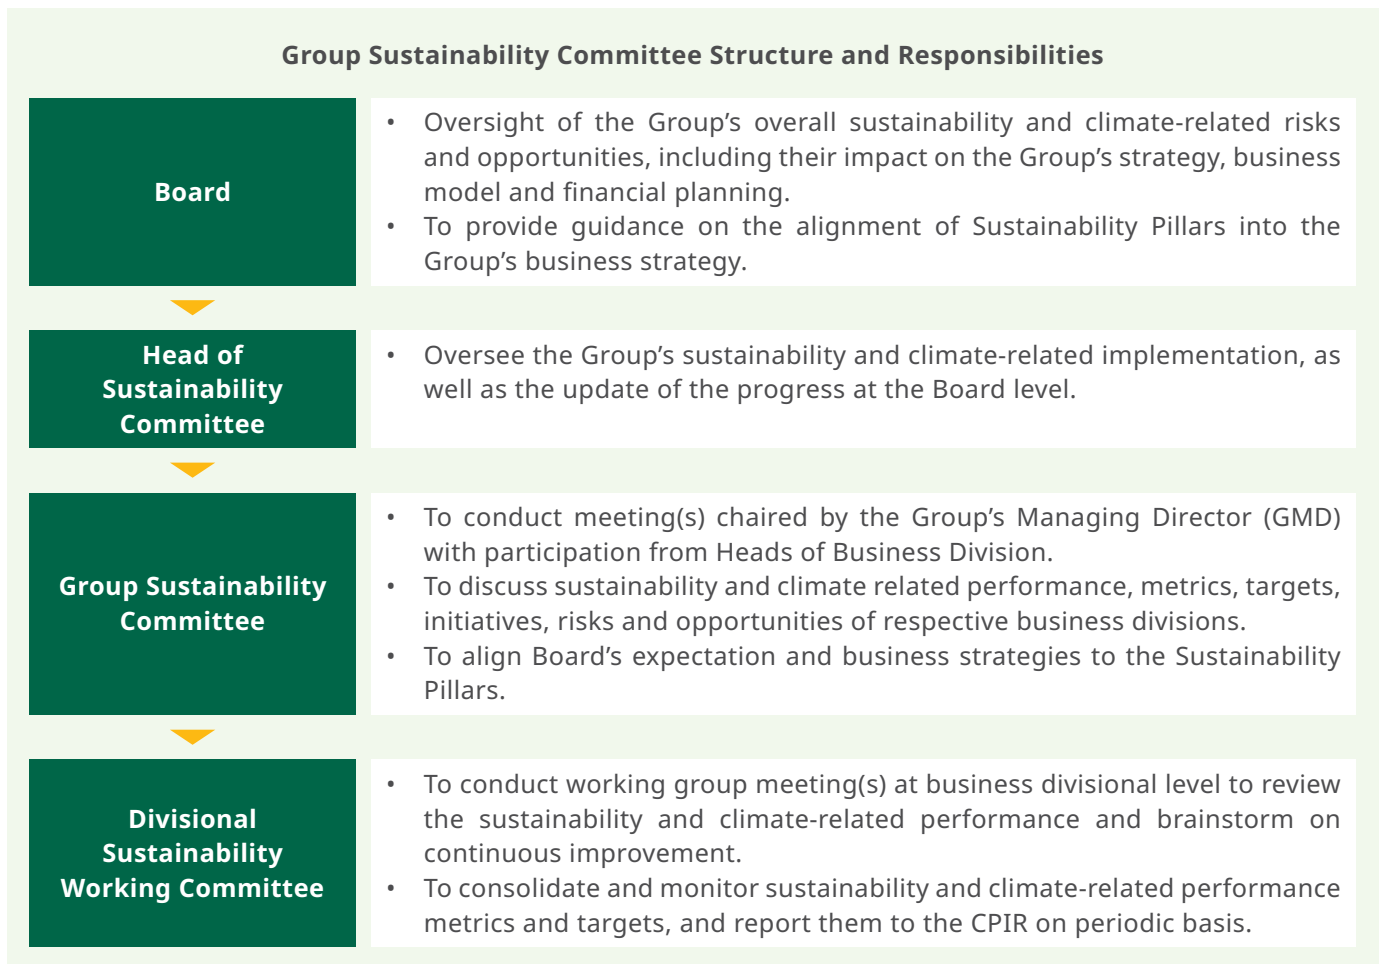 Group Sustainability Committee Structure and Responsibilities
Board
• Oversight of the Group’s overall sustainability and climate-related risks
and opportunities, including their impact on the Group’s strategy, business
model and financial planning.
• To provide guidance on the alignment of Sustainability Pillars into the
Group’s business strategy.
Head of
Sustainability
Committee
• Oversee the Group’s sustainability and climate-related implementation, as
well as the update of the progress at the Board level.
Group Sustainability
Committee
• To conduct meeting(s) chaired by the Group’s Managing Director (GMD)
with participation from Heads of Business Division.
• To discuss sustainability and climate related performance, metrics, targets,
initiatives, risks and opportunities of respective business divisions.
• To align Board’s expectation and business strategies to the Sustainability
Pillars.
Divisional
Sustainability
Working Committee
• To conduct working group meeting(s) at business divisional level to review
the sustainability and climate-related performance and brainstorm on
continuous improvement.
• To consolidate and monitor sustainability and climate-related performance
metrics and targets, and report them to the CPIR on periodic basis.